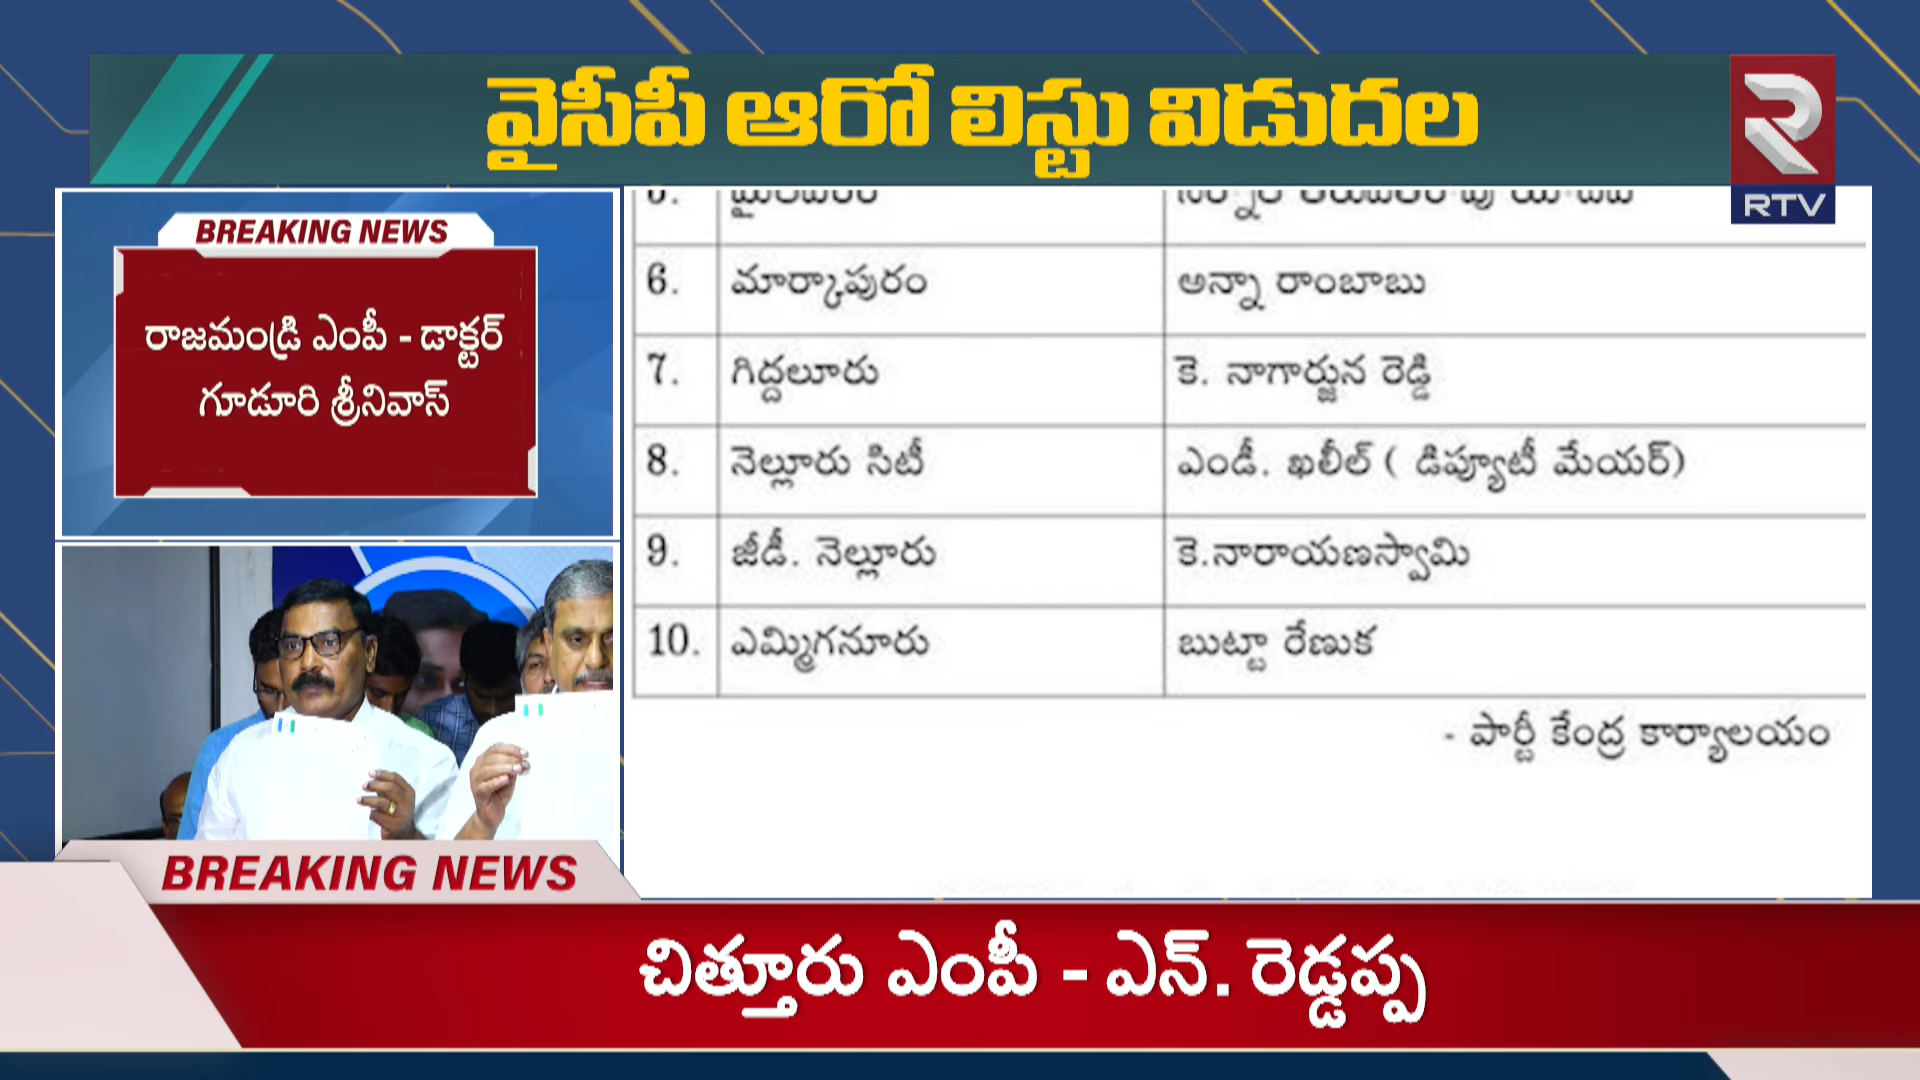 వైసీపీ ఆరో లిస్టు విడుదల
RTV
BREAKING NEWS
రాజమండ్రి ఎంపీ - డాక్టర్
గూడూరి శ్రీనివాస్
6. మార్కాపురం అన్నా రాంబాబు
7. గిద్దలూరు కె. నాగార్జున రెడ్డి
8. నెల్లూరు సిటీ ఎండీ. ఖలీల్ ( డిప్యూటీ మేయర్)
9. జీడీ. నెల్లూరు కె.నారాయణస్వామి
10. ఎమ్మిగనూరు బుట్టా రేణుక
- పార్టీ కేంద్ర కార్యాలయం
BREAKING NEWS
చిత్తూరు ఎంపీ - ఎన్. రెడ్డప్ప